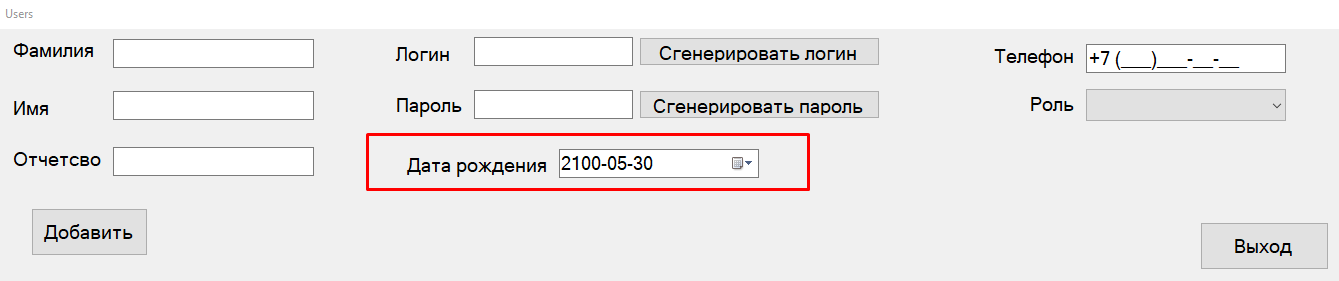 Users
Фамилия
Логин
Сгенерировать логин
Телефон
+7 (___)___-__-__
Имя
Пароль
Сгенерировать пароль
Роль
Отчетсво
Дата рождения
2100-05-30
Добавить
Выход